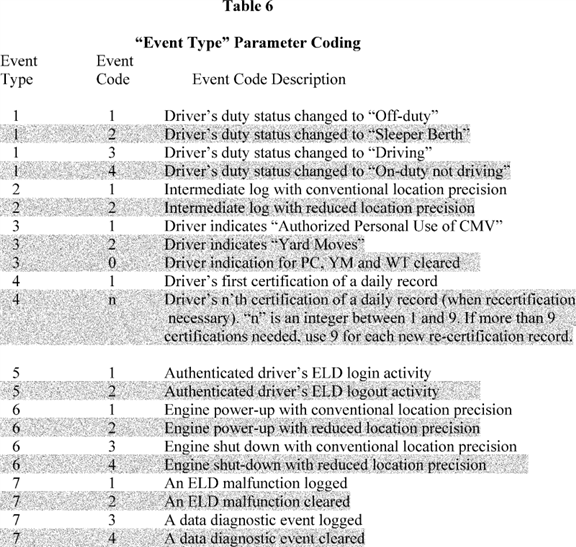 Table 6
“Event Type” Parameter Coding
Event Event
Type Code Event Code Description
1 1 Driver’s duty status changed to “Off-duty”
1 2 Driver’s duty status changed to “Sleeper Berth”
1 3 Driver’s duty status changed to “Driving”
1 4 Driver’s duty status changed to “On-duty not driving”
2 1 Intermediate log with conventional location precision
2 2 Intermediate log with reduced location precision
3 1 Driver indicates “Authorized Personal Use of CMV”
3 2 Driver indicates “Yard Moves”
3 0 Driver indication for PC, YM and WT cleared
4 1 Driver’s first certification of a daily record
4 n Driver’s n’th certification of a daily record (when recertification
necessary). “n” is an integer between 1 and 9. If more than 9
certifications needed, use 9 for each new re-certification record.
5 1 Authenticated driver’s ELD login activity
5 2 Authenticated driver’s ELD logout activity
6 1 Engine power-up with conventional location precision
6 2 Engine power-up with reduced location precision
6 3 Engine shut down with conventional location precision
6 4 Engine shut-down with reduced location precision
7 1 An ELD malfunction logged
7 2 An ELD malfunction cleared
7 3 A data diagnostic event logged
7 4 A data diagnostic event cleared